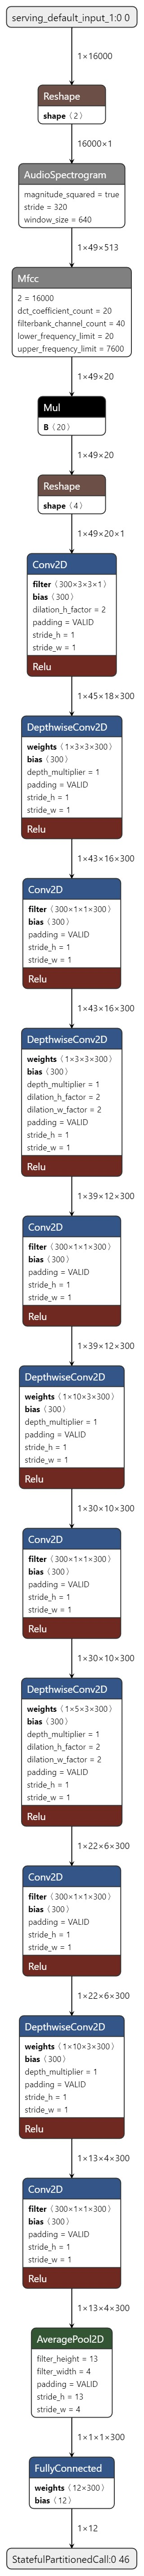 serving_default_input_1:0 0
1×16000
Reshape
shape ⟨2⟩
16000×1
AudioSpectrogram
magnitude_squared = true
stride = 320
window_size = 640
1×49×513
Mfcc
2 = 16000
dct_coefficient_count = 20
filterbank_channel_count = 40
lower_frequency_limit = 20
upper_frequency_limit = 7600
1×49×20
Mul
B ⟨20⟩
1×49×20
Reshape
shape ⟨4⟩
1×49×20×1
Conv2D
filter ⟨300×3×3×1⟩
bias ⟨300⟩
dilation_h_factor = 2
padding = VALID
stride_h = 1
stride_w = 1
Relu
1×45×18×300
DepthwiseConv2D
weights ⟨1×3×3×300⟩
bias ⟨300⟩
depth_multiplier = 1
padding = VALID
stride_h = 1
stride_w = 1
Relu
1×43×16×300
Conv2D
filter ⟨300×1×1×300⟩
bias ⟨300⟩
padding = VALID
stride_h = 1
stride_w = 1
Relu
1×43×16×300
DepthwiseConv2D
weights ⟨1×3×3×300⟩
bias ⟨300⟩
depth_multiplier = 1
dilation_h_factor = 2
dilation_w_factor = 2
padding = VALID
stride_h = 1
stride_w = 1
Relu
1×39×12×300
Conv2D
filter ⟨300×1×1×300⟩
bias ⟨300⟩
padding = VALID
stride_h = 1
stride_w = 1
Relu
1×39×12×300
DepthwiseConv2D
weights ⟨1×10×3×300⟩
bias ⟨300⟩
depth_multiplier = 1
padding = VALID
stride_h = 1
stride_w = 1
Relu
1×30×10×300
Conv2D
filter ⟨300×1×1×300⟩
bias ⟨300⟩
padding = VALID
stride_h = 1
stride_w = 1
Relu
1×30×10×300
DepthwiseConv2D
weights ⟨1×5×3×300⟩
bias ⟨300⟩
depth_multiplier = 1
dilation_h_factor = 2
dilation_w_factor = 2
padding = VALID
stride_h = 1
stride_w = 1
Relu
1×22×6×300
Conv2D
filter ⟨300×1×1×300⟩
bias ⟨300⟩
padding = VALID
stride_h = 1
stride_w = 1
Relu
1×22×6×300
DepthwiseConv2D
weights ⟨1×10×3×300⟩
bias ⟨300⟩
depth_multiplier = 1
padding = VALID
stride_h = 1
stride_w = 1
Relu
1×13×4×300
Conv2D
filter ⟨300×1×1×300⟩
bias ⟨300⟩
padding = VALID
stride_h = 1
stride_w = 1
Relu
1×13×4×300
AveragePool2D
filter_height = 13
filter_width = 4
padding = VALID
stride_h = 13
stride_w = 4
1×1×1×300
FullyConnected
weights ⟨12×300⟩
bias ⟨12⟩
1×12
StatefulPartitionedCall:0 46